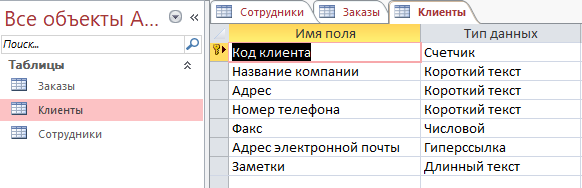 Все объекты A...
Поиск...
Таблицы
Заказы
Клиенты
Сотрудники
Сотрудники Заказы Клиенты
Имя поля Тип данных
Код клиента Счетчик
Название компании Короткий текст
Адрес Короткий текст
Номер телефона Короткий текст
Факс Числовой
Адрес электронной почты Гиперссылка
Заметки Длинный текст